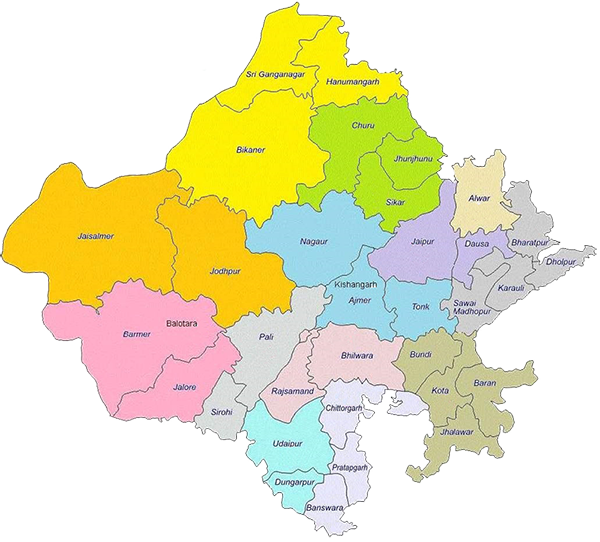 Sri Ganganagar
Hanumangarh
Churu
Bikaner
Jhunjhunu
Sikar
Alwar
Jaisalmer
Nagaur
Jaipur
Dausa
Bharatpur
Dholpur
Jodhpur
Kishangarh
Karauli
Ajmer
Tonk
Sawai
Madhopur
Barmer
Balotara
Pali
Bhilwara
Bundi
Kota
Baran
Jalore
Rajsamand
Sirohi
Chittorgarh
Jhalawar
Udaipur
Pratapgarh
Dungarpur
Banswara